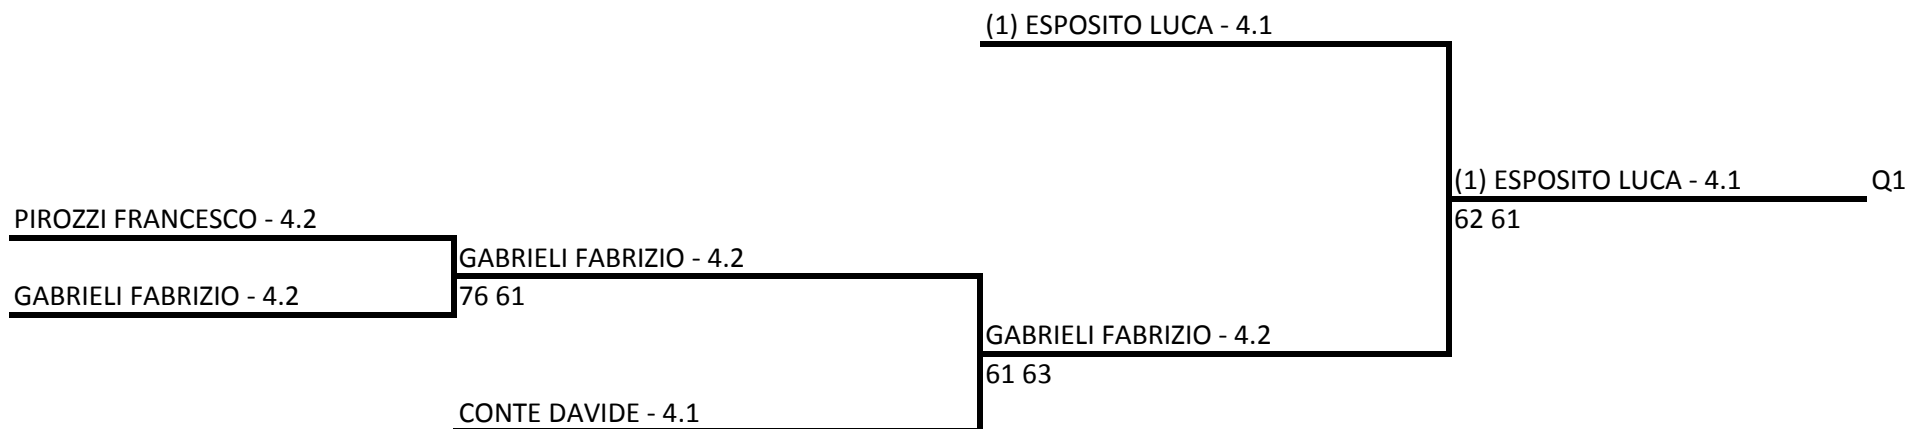 (1) ESPOSITO LUCA - 4.1
(1) ESPOSITO LUCA - 4.1 Q1
PIROZZI FRANCESCO - 4.2
62 61
GABRIELI FABRIZIO - 4.2
GABRIELI FABRIZIO - 4.2
76 61
GABRIELI FABRIZIO - 4.2
61 63
CONTE DAVIDE - 4.1